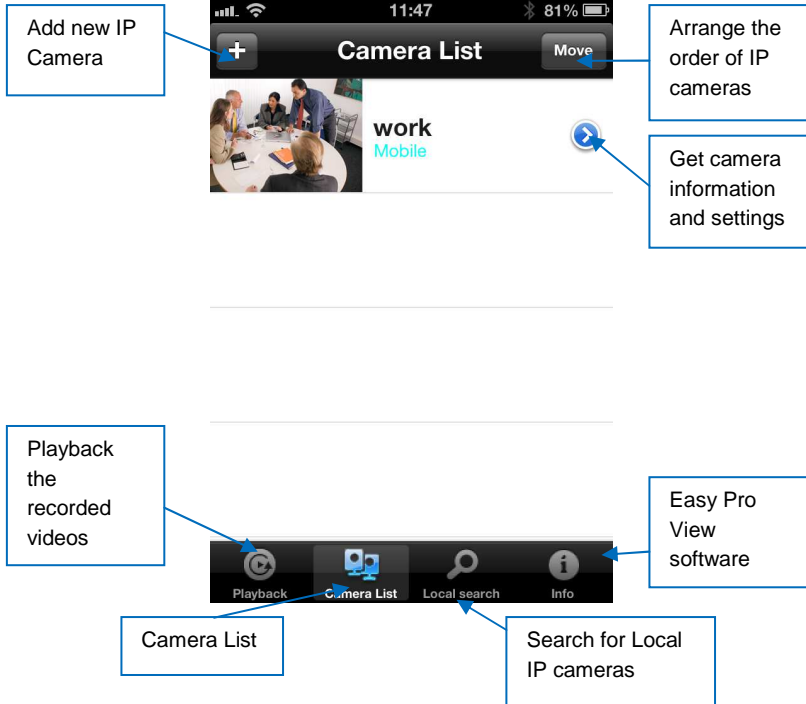 Add new IP
Camera
11:47
81%
+
Camera List
Move
Arrange the
order of IP
cameras
work
Mobile
Get camera
information
and settings
Playback
the
recorded
videos
Easy Pro
View
software
Playback
Camera List
Local search
Info
Camera List
Search for Local
IP cameras